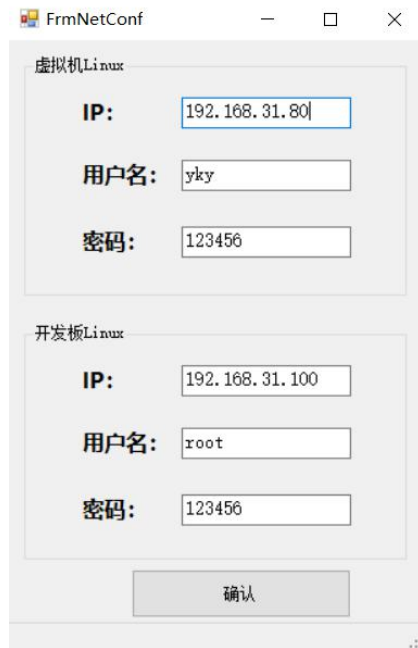 FrmNetConf
虚拟机Linux
IP: 192.168.31.80
用户名: yky
密码: 123456
开发板Linux
IP: 192.168.31.100
用户名: root
密码: 123456
确认